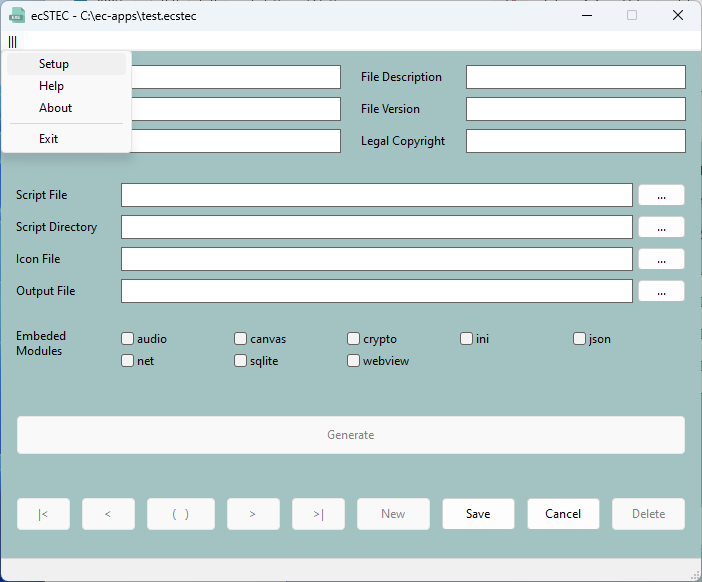 ecSTEC - C:\ec-apps\test.ecstec
|||
Setup
Help
About
Exit
File Description
File Version
Legal Copyright
Script File ...
Script Directory ...
Icon File ...
Output File ...
Embeded
Modules
audio canvas crypto ini json
net sqlite webview
Generate
|< < ( ) > >| New Save Cancel Delete